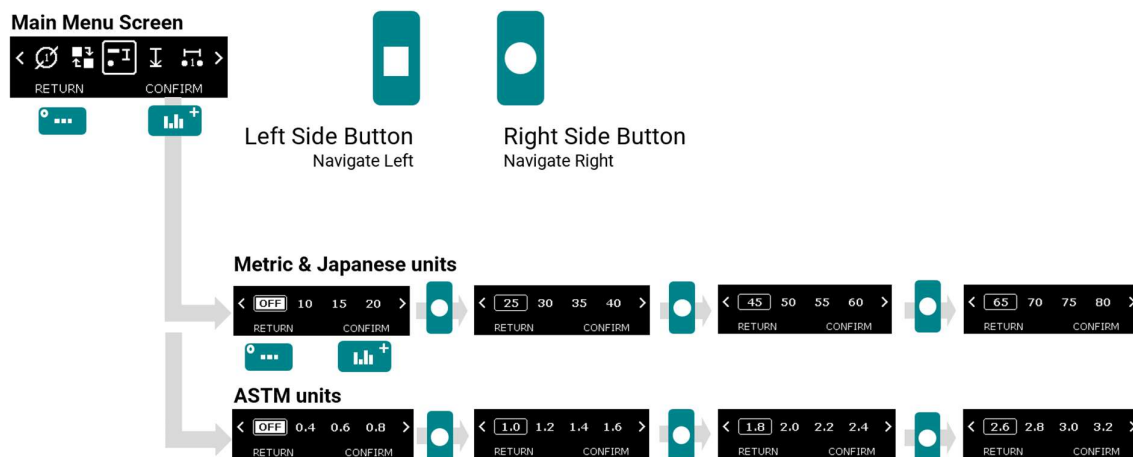 Main Menu Screen
RETURN CONFIRM
Left Side Button
Navigate Left
Right Side Button
Navigate Right
Metric & Japanese units
OFF 10 15 20
RETURN CONFIRM
25 30 35 40
RETURN CONFIRM
45 50 55 60
RETURN CONFIRM
65 70 75 80
RETURN CONFIRM
ASTM units
OFF 0.4 0.6 0.8
RETURN CONFIRM
1.0 1.2 1.4 1.6
RETURN CONFIRM
1.8 2.0 2.2 2.4
RETURN CONFIRM
2.6 2.8 3.0 3.2
RETURN CONFIRM